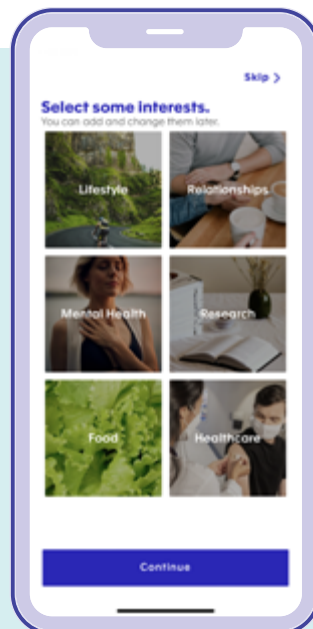 Skip >
Select some interests.
You can add and change them later.
Lifestyle
Relationships
Mental Health
Research
Food
Healthcare
Continue